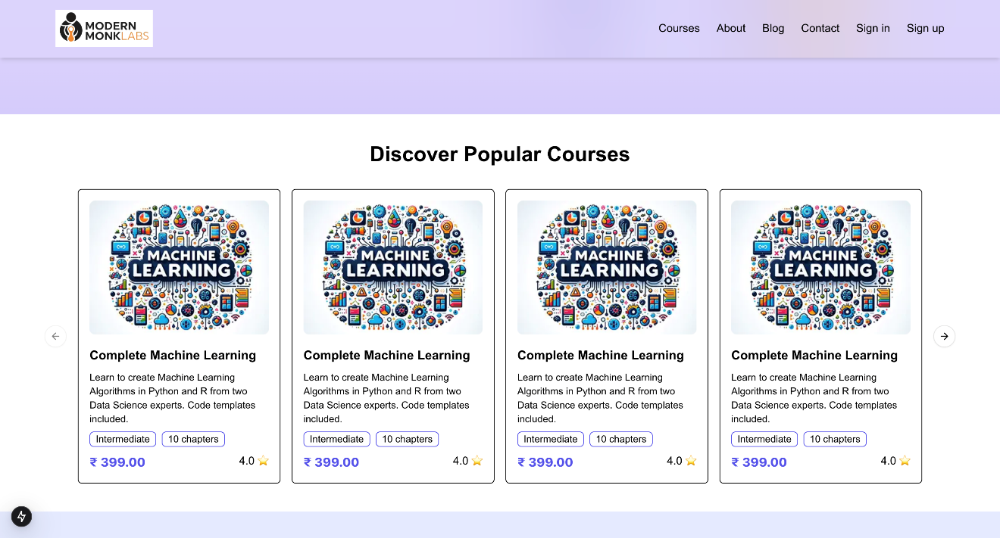 MODERN
MONKLABS
Courses About Blog Contact Sign in Sign up
Discover Popular Courses
MACHINE
LEARNING
Complete Machine Learning
Learn to create Machine Learning
Algorithms in Python and R from two
Data Science experts. Code templates
included.
Intermediate 10 chapters
₹ 399.00 4.0
MACHINE
LEARNING
Complete Machine Learning
Learn to create Machine Learning
Algorithms in Python and R from two
Data Science experts. Code templates
included.
Intermediate 10 chapters
₹ 399.00 4.0
MACHINE
LEARNING
Complete Machine Learning
Learn to create Machine Learning
Algorithms in Python and R from two
Data Science experts. Code templates
included.
Intermediate 10 chapters
₹ 399.00 4.0
MACHINE
LEARNING
Complete Machine Learning
Learn to create Machine Learning
Algorithms in Python and R from two
Data Science experts. Code templates
included.
Intermediate 10 chapters
₹ 399.00 4.0